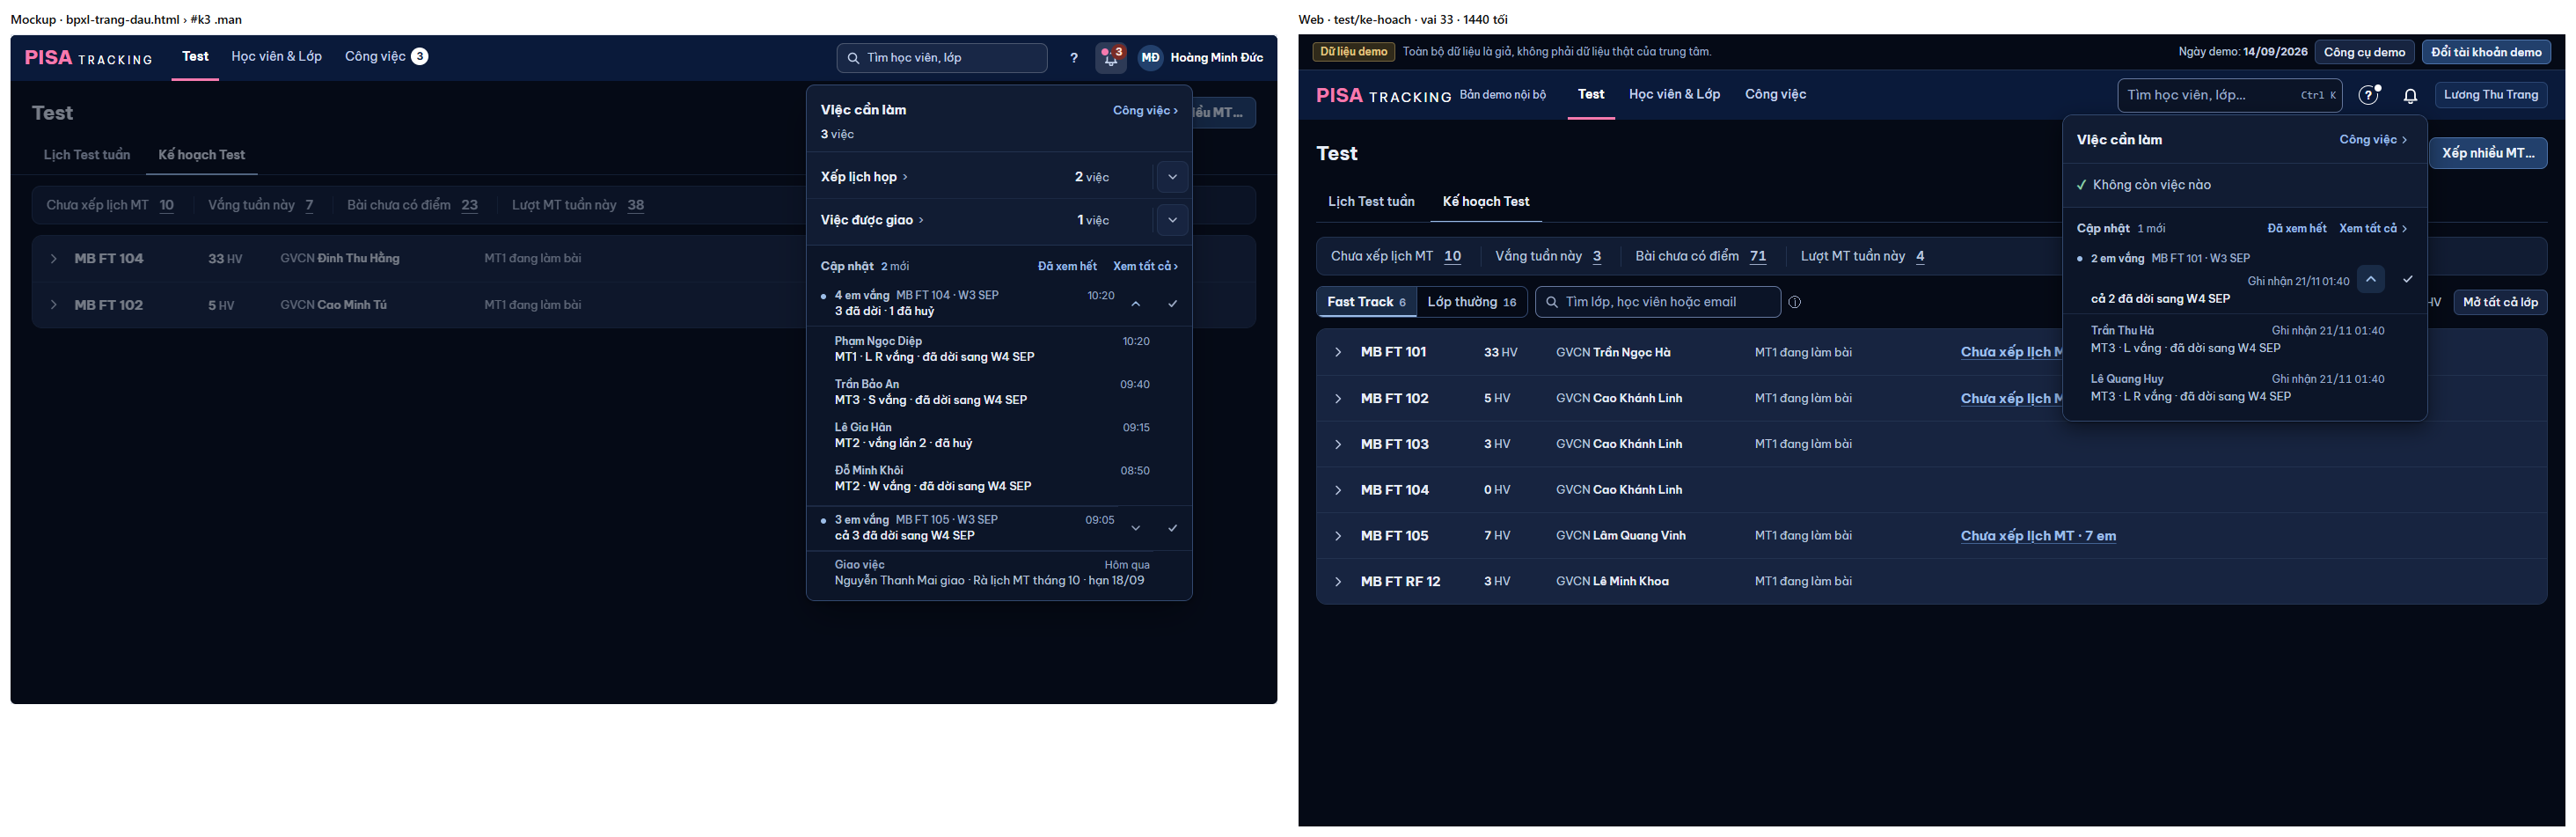 Mockup · bpxl-trang-dau.html › #k3 .man
PISA TRACKING Test Học viên & Lớp Công việc 3 Tìm học viên, lớp ? 3 MĐ Hoàng Minh Đức
Test
Lịch Test tuần Kế hoạch Test
Chưa xếp lịch MT 10 Vắng tuần này 7 Bài chưa có điểm 23 Lượt MT tuần này 38
MB FT 104 33 HV GVCN Đinh Thu Hằng MT1 đang làm bài
MB FT 102 5 HV GVCN Cao Minh Tú MT1 đang làm bài
Việc cần làm Công việc ›
3 việc
Xếp lịch họp › 2 việc
Việc được giao › 1 việc
Cập nhật 2 mới Đã xem hết Xem tất cả ›
4 em vắng MB FT 104 · W3 SEP 10:20
3 đã dời · 1 đã huỷ
Phạm Ngọc Diệp 10:20
MT1 · L R vắng · đã dời sang W4 SEP
Trần Bảo An 09:40
MT3 · S vắng · đã dời sang W4 SEP
Lê Gia Hân 09:15
MT2 · vắng lần 2 · đã huỷ
Đỗ Minh Khôi 08:50
MT2 · W vắng · đã dời sang W4 SEP
3 em vắng MB FT 105 · W3 SEP 09:05
cả 3 đã dời sang W4 SEP
Giao việc Hôm qua
Nguyễn Thanh Mai giao · Rà lịch MT tháng 10 · hạn 18/09
Web · test/ke-hoach · vai 33 · 1440 tối
Dữ liệu demo Toàn bộ dữ liệu là giả, không phải dữ liệu thật của trung tâm. Ngày demo: 14/09/2026 Công cụ demo Đổi tài khoản demo
PISA TRACKING Bản demo nội bộ Test Học viên & Lớp Công việc Tìm học viên, lớp... Ctrl K ? Lương Thu Trang
Test Xếp nhiều MT...
Lịch Test tuần Kế hoạch Test
Chưa xếp lịch MT 10 Vắng tuần này 3 Bài chưa có điểm 71 Lượt MT tuần này 4
Fast Track 6 Lớp thường 16 Tìm lớp, học viên hoặc email HV Mở tất cả lớp
MB FT 101 33 HV GVCN Trần Ngọc Hà MT1 đang làm bài Chưa xếp lịch M
MB FT 102 5 HV GVCN Cao Khánh Linh MT1 đang làm bài Chưa xếp lịch M
MB FT 103 3 HV GVCN Cao Khánh Linh MT1 đang làm bài
MB FT 104 0 HV GVCN Cao Khánh Linh
MB FT 105 7 HV GVCN Lâm Quang Vinh MT1 đang làm bài Chưa xếp lịch MT · 7 em
MB FT RF 12 3 HV GVCN Lê Minh Khoa MT1 đang làm bài
Việc cần làm Công việc ›
✓ Không còn việc nào
Cập nhật 1 mới Đã xem hết Xem tất cả ›
2 em vắng MB FT 101 · W3 SEP
Ghi nhận 21/11 01:40
cả 2 đã dời sang W4 SEP
Trần Thu Hà Ghi nhận 21/11 01:40
MT3 · L vắng · đã dời sang W4 SEP
Lê Quang Huy Ghi nhận 21/11 01:40
MT3 · L R vắng · đã dời sang W4 SEP